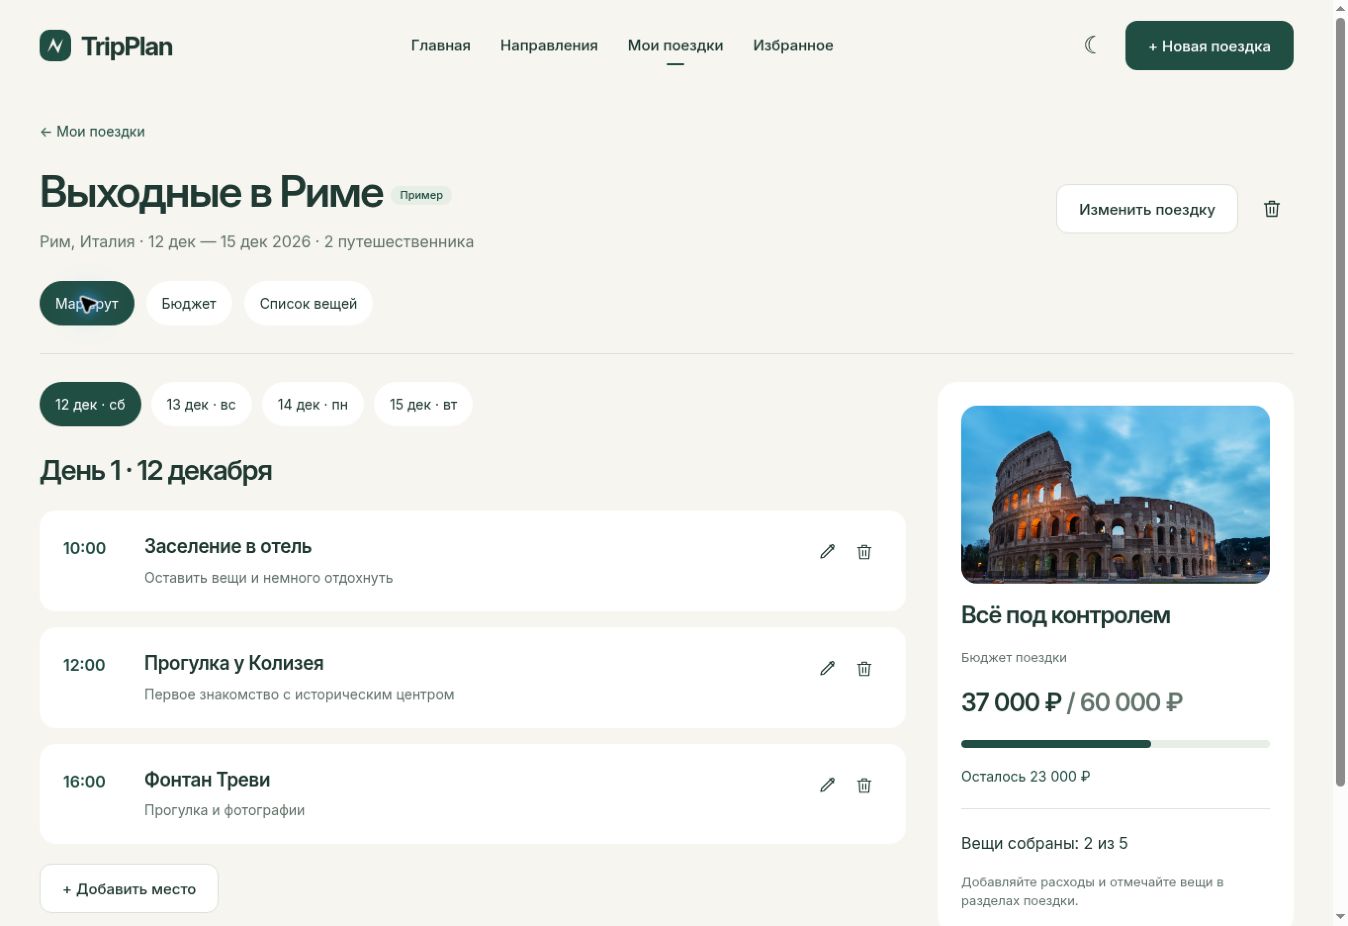 TripPlan
Главная
Направления
Мои поездки
Избранное
+ Новая поездка
← Мои поездки
Выходные в Риме
Пример
Рим, Италия · 12 дек — 15 дек 2026 · 2 путешественника
Изменить поездку
Маршрут
Бюджет
Список вещей
12 дек · сб
13 дек · вс
14 дек · пн
15 дек · вт
День 1 · 12 декабря
10:00
Заселение в отель
Оставить вещи и немного отдохнуть
12:00
Прогулка у Колизея
Первое знакомство с историческим центром
16:00
Фонтан Треви
Прогулка и фотографии
+ Добавить место
Всё под контролем
Бюджет поездки
37 000 ₽ / 60 000 ₽
Осталось 23 000 ₽
Вещи собраны: 2 из 5
Добавляйте расходы и отмечайте вещи в
разделах поездки.